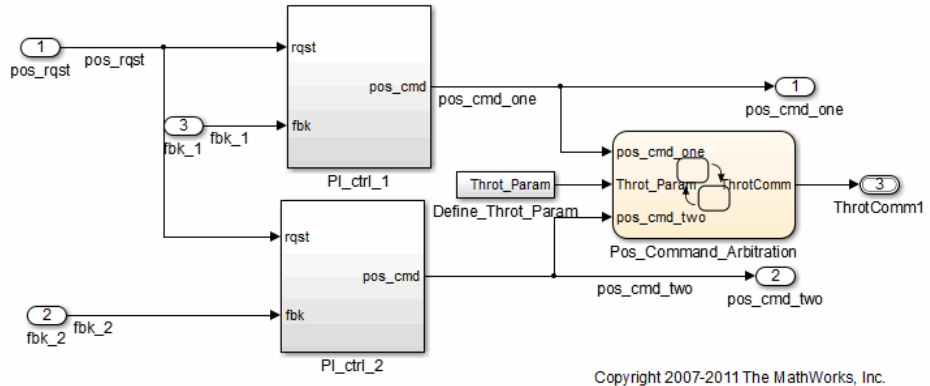 1
pos_rqst
pos_rqst
rqst
pos_cmd
fbk
PI_ctrl_1
3
fbk_1
fbk_1
pos_cmd_one
1
pos_cmd_one
pos_cmd_one
Throt_Param
pos_cmd_two
ThrotComm
Pos_Command_Arbitration
Throt_Param
Define_Throt_Param
3
ThrotComm1
rqst
pos_cmd
fbk
PI_ctrl_2
2
fbk_2
fbk_2
pos_cmd_two
2
pos_cmd_two
Copyright 2007-2011 The MathWorks, Inc.